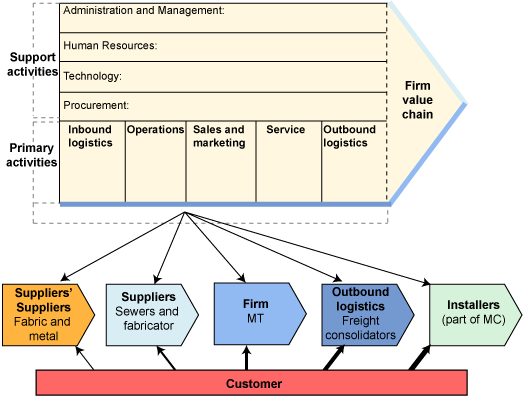 Administration and Management:
Human Resources:
Technology:
Procurement:
Support
activities
Primary
activities
Inbound
logistics
Operations
Sales and
marketing
Service
Outbound
logistics
Firm
value
chain
Suppliers'
Suppliers
Fabric and
metal
Suppliers
Sewers and
fabricator
Firm
MT
Outbound
logistics
Freight
consolidators
Installers
(part of MC)
Customer